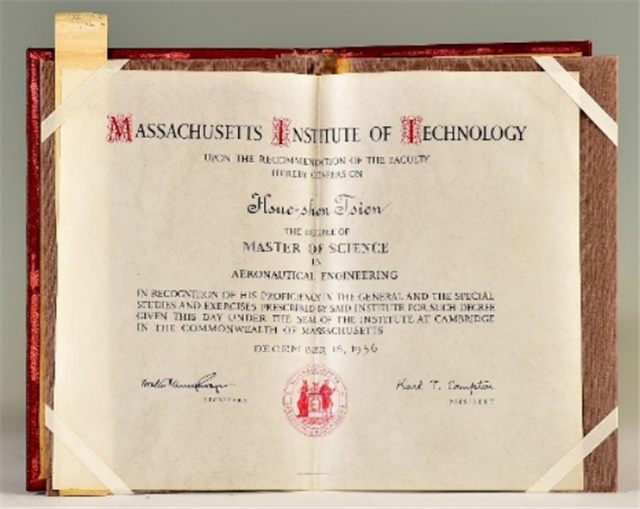 MASSACHUSETTS INSTITUTE OF TECHNOLOGY
UPON THE RECOMMENDATION OF THE FACULTY
HEREBY CONFERS ON
Hsue-shen Tsien
THE DEGREE OF
MASTER OF SCIENCE
IN
AERONAUTICAL ENGINEERING
IN RECOGNITION OF HIS PROFICIENCY IN THE GENERAL AND THE SPECIAL
STUDIES AND EXERCISES PRESCRIBED BY SAID INSTITUTE FOR SUCH DEGREE
GIVEN THIS DAY UNDER THE SEAL OF THE INSTITUTE AT CAMBRIDGE
IN THE COMMONWEALTH OF MASSACHUSETTS
DECEMBER 18, 1936
Karl T. Compton
SECRETARY
PRESIDENT